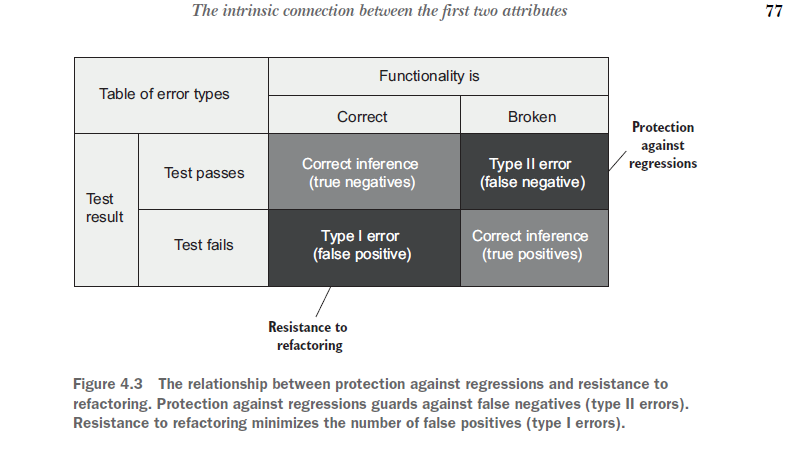 The intrinsic connection between the first two attributes
77
Table of error types
Functionality is
Correct
Broken
Protection
against
regressions
Test
result
Test passes
Correct inference
(true negatives)
Type II error
(false negative)
Test fails
Type I error
(false positive)
Correct inference
(true positives)
Resistance to
refactoring
Figure 4.3 The relationship between protection against regressions and resistance to
refactoring. Protection against regressions guards against false negatives (type II errors).
Resistance to refactoring minimizes the number of false positives (type I errors).